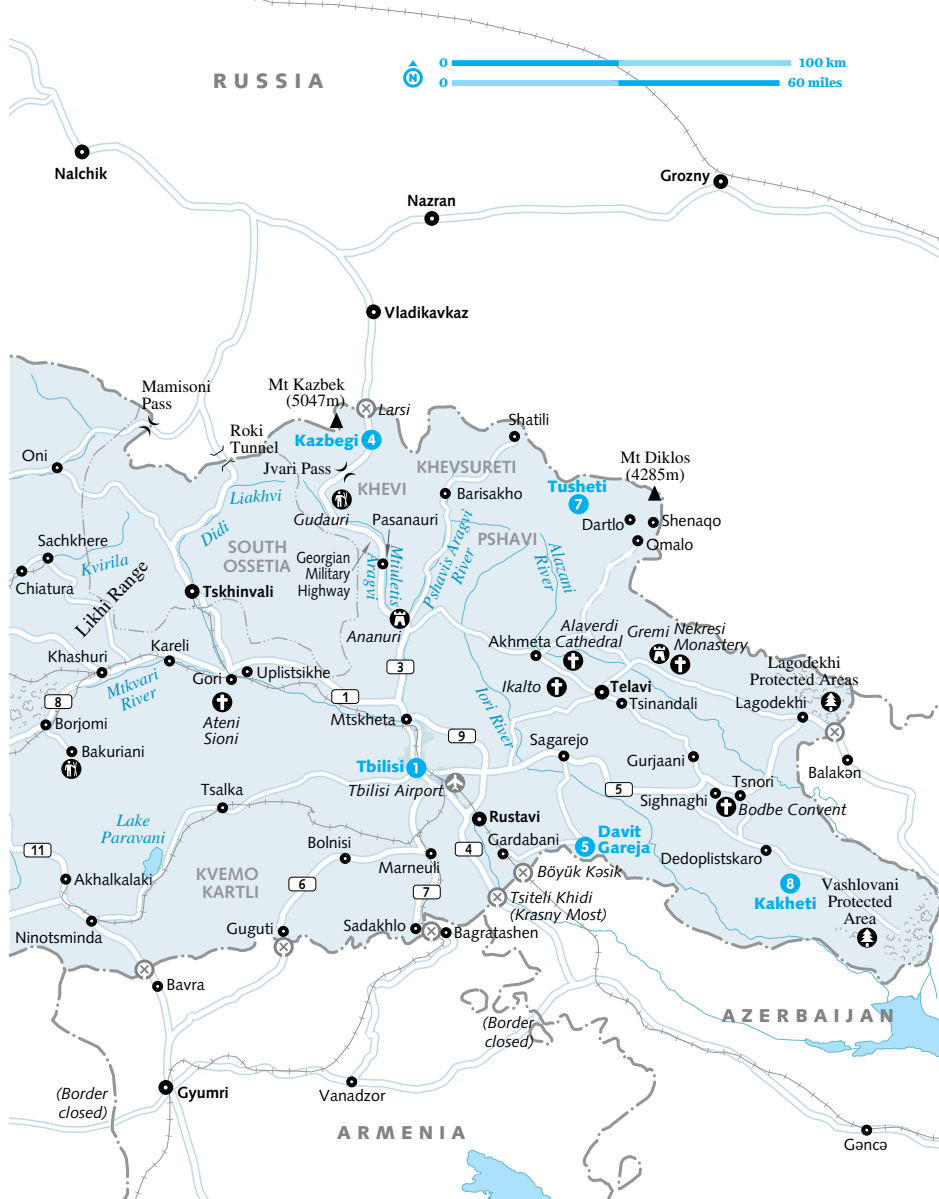 RUSSIA
N
0
100 km
0
60 miles
Nalchik
Grozny
Nazran
Vladikavkaz
Mamisoni
Pass
Mt Kazbek
(5047m)
Larsi
Shatili
Roki
Tunnel
Kazbegi
4
Mt Diklos
(4285m)
Oni
Jvari Pass
KHEVSURETI
Liakhvi
KHEVI
Barisakho
Tusheti
7
Gudauri
Pasanauri
Dartlo
Shenaqo
Didi
PSHAVI
Omalo
Sachkhere
SOUTH
OSSETIA
Georgian
Military
Highway
Mtiuletis
Aragvi
Pshavis Aragvi
River
Alazani
River
Kvirila
Chiatura
Likhi Range
Tskhinvali
Ananuri
Alaverdi
Cathedral
Gremi
Nekresi
Monastery
Khashuri
Kareli
Akhmeta
Lagodekhi
Protected Areas
3
Gori
Uplistsikhe
Ikalto
Telavi
Mtkvari
River
8
1
Iori River
Tsinandali
Lagodekhi
Borjomi
Ateni
Sioni
Mtskheta
9
Bakuriani
Sagarejo
Gurjaani
Balakən
Tbilisi
1
Tbilisi Airport
5
Tsnori
Sighnaghi
Bodbe Convent
Tsalka
Lake
Paravani
Rustavi
Davit
Gareja
5
11
Bolnisi
4
Gardabani
Dedoplistskaro
Marneuli
Böyük Kəsik
Akhalkalaki
KVEMO
KARTLI
6
7
8
Kakheti
Vashlovani
Protected
Area
Tsiteli Khidi
(Krasny Most)
Ninotsminda
Guguti
Sadakhlo
Bagratashen
Bavra
AZERBAIJAN
(Border
closed)
(Border
closed)
Gyumri
Vanadzor
ARMENIA
Gəncə